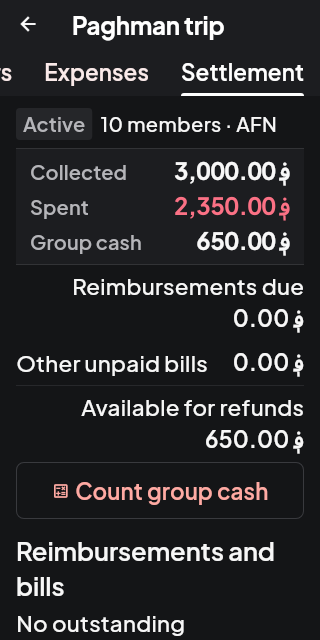 Paghman trip
s
Expenses
Settlement
Active
10 members · AFN
Collected
3,000.00؋
Spent
2,350.00؋
Group cash
650.00؋
Reimbursements due
0.00؋
Other unpaid bills
0.00؋
Available for refunds
650.00؋
Count group cash
Reimbursements and
bills
No outstanding